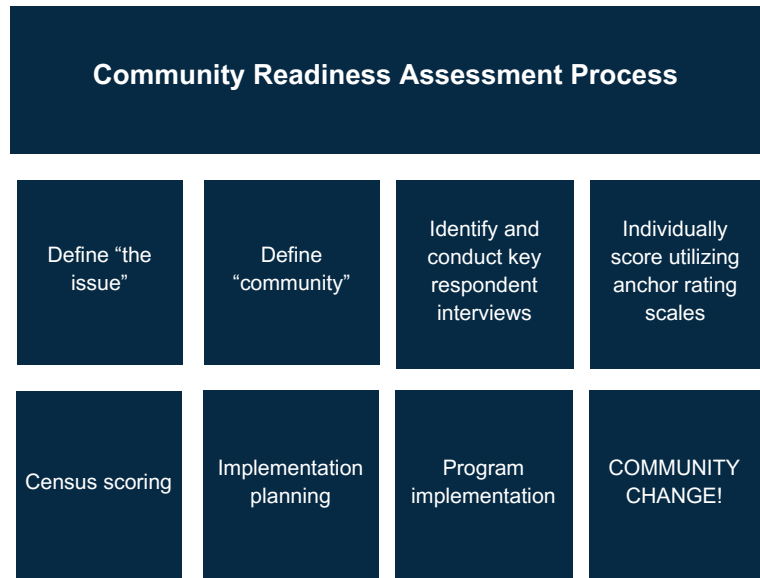 Community Readiness Assessment Process
Define “the
issue”
Define
“community”
Identify and
conduct key
respondent
interviews
Individually
score utilizing
anchor rating
scales
Census scoring
Implementation
planning
Program
implementation
COMMUNITY
CHANGE!